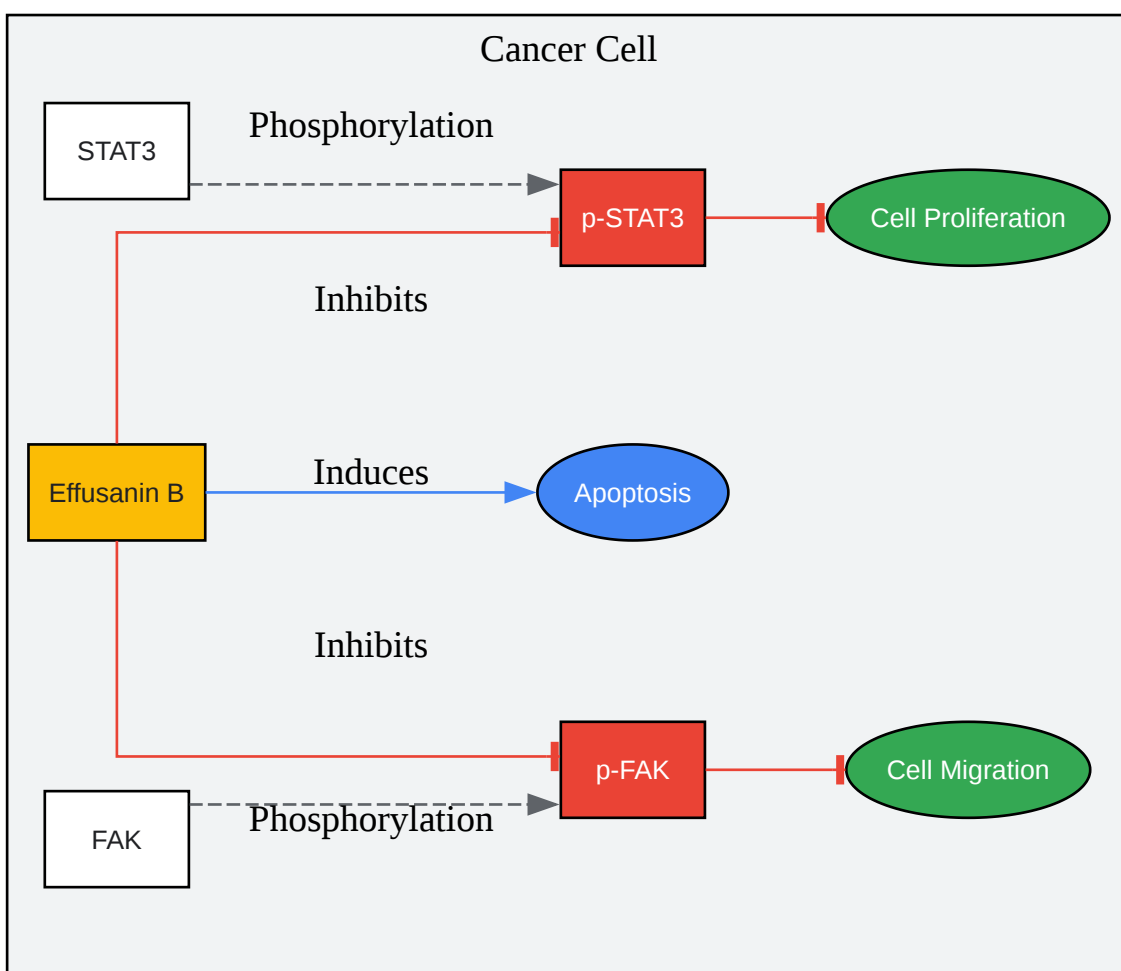 Cancer Cell
STAT3
Phosphorylation
p-STAT3
Cell Proliferation
Inhibits
Effusanin B
Induces
Apoptosis
Inhibits
p-FAK
Cell Migration
Phosphorylation
FAK